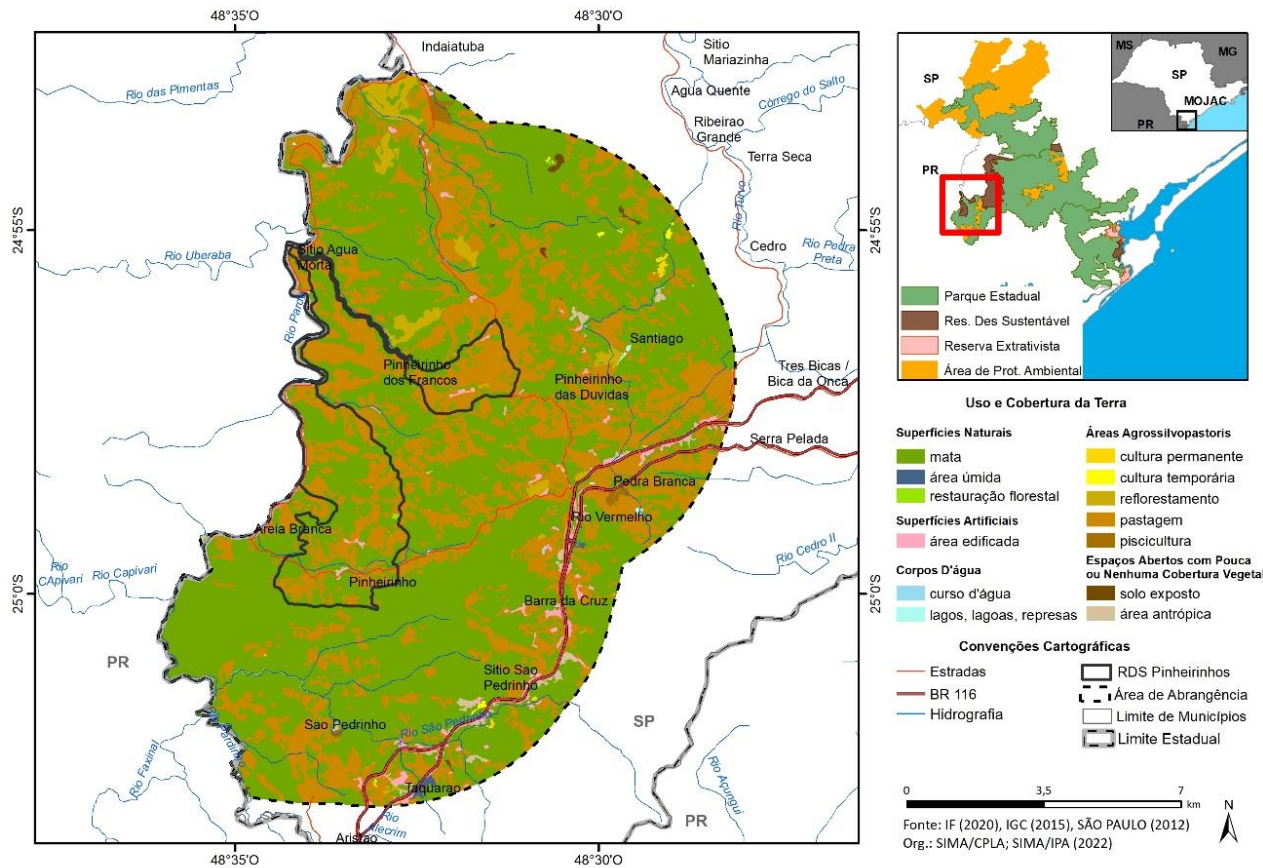 48°35'O
48°30'O
Indaiatuba
Sitio
Mariazinha
Rio das Pimentas
Agua Quente
Córrego do Salto
Ribeirao
Grande
Terra Seca
Rio Turvo
24°55'S
24°55'S
Rio Uberaba
Sitio Agua
Morta
Cedro
Rio Pedra
Preta
Rio Pardo
Santiago
Pinheirinho
dos Francos
Pinheirinho
das Duvidas
Tres Bicas /
Bica da Onca
Serra Pelada
Pedra Branca
Rio Vermelho
Areia Branca
Rio Cedro II
Rio
CApivari
Rio Capivari
Pinheirinho
25°0'S
25°0'S
Barra da Cruz
PR
Sitio Sao
Pedrinho
Sao Pedrinho
Rio São Pedrinho
SP
Rio Faxinal
Rio Açungui
Taquarao
Rio
Alecrim
Aristao
PR
48°35'O
48°30'O
MS
MG
SP
SP
MOJAC
PR
PR
Parque Estadual
Res. Des Sustentável
Reserva Extrativista
Área de Prot. Ambiental
Uso e Cobertura da Terra
Superfícies Naturais
mata
área úmida
restauração florestal
Superfícies Artificiais
área edificada
Corpos D'água
curso d'água
lagos, lagoas, represas
Áreas Agrossilvopastoris
cultura permanente
cultura temporária
reflorestamento
pastagem
piscicultura
Espaços Abertos com Pouca
ou Nenhuma Cobertura Vegetal
solo exposto
área antrópica
Convenções Cartográficas
Estradas
BR 116
Hidrografia
RDS Pinheirinhos
Área de Abrangência
Limite de Municípios
Limite Estadual
0
3,5
7
km
N
Fonte: IF (2020), IGC (2015), SÃO PAULO (2012)
Org.: SIMA/CPLA; SIMA/IPA (2022)